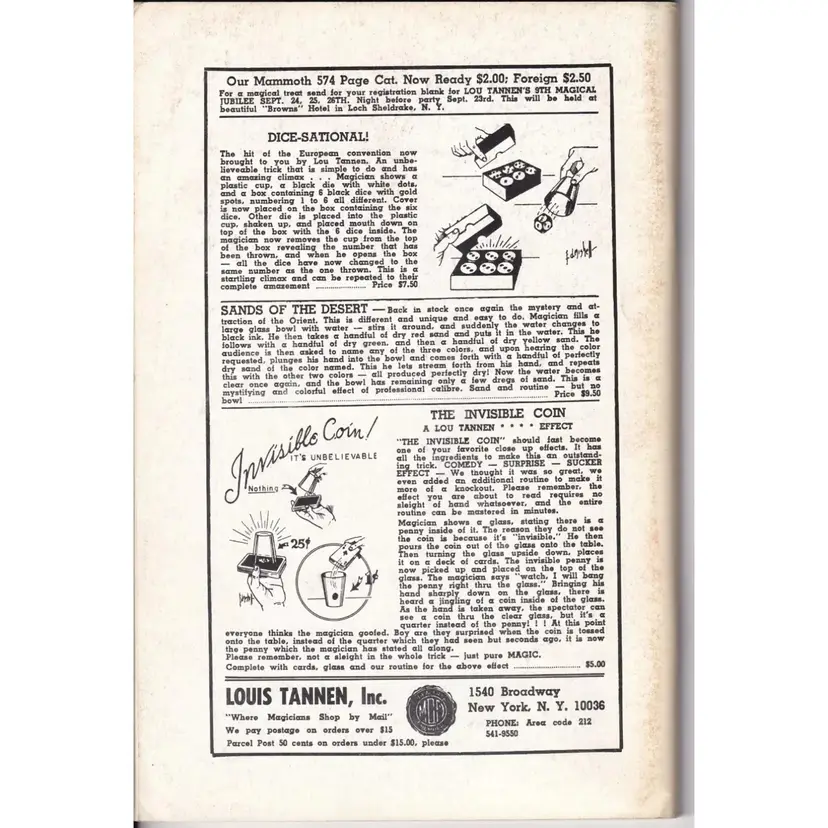 Our Mammoth 574 Page Cat. Now Ready $2.00; Foreign $2.50
For a magical treat send for your registration blank for LOU TANNEN'S 9TH MAGICAL
JUBILEE SEPT. 24, 25, 26TH. Night before party Sept. 23rd. This will be held at
beautiful "Browns" Hotel in Loch Sheldrake, N. Y.
DICE-SATIONAL!
The hit of the European convention now
brought to you by Lou Tannen. An unbe-
lieveable trick that is simple to do and has
an amazing climax . . . Magician shows a
plastic cup, a black die with white dots,
and a box containing 6 black dice with gold
spots, numbering 1 to 6 all different. Cover
is now placed on the box containing the six
dice. Other die is placed into the plastic
cup, shaken up, and placed mouth down on
top of the box with the 6 dice inside. The
magician now removes the cup from the top
of the box revealing the number that has
been thrown, and when he opens the box
— all the dice have now changed to the
same number as the one thrown. This is a
startling climax and can be repeated to their
complete amazement ........................ Price $7.50
SANDS OF THE DESERT — Back in stock once again the mystery and at-
traction of the Orient. This is different and unique and easy to do. Magician fills a
large glass bowl with water — stirs it around, and suddenly the water changes to
black ink. He then takes a handful of dry red sand and puts it in the water. This he
follows with a handful of dry green, and then a handful of dry yellow sand. The
audience is then asked to name any of the three colors, and upon hearing the color
requested, plunges his hand into the bowl and comes forth with a handful of perfectly
dry sand of the color named. This he lets stream forth from his hand, and repeats
this with the other two colors — all produced perfectly dry! Now the water becomes
clear once again, and the bowl has remaining only a few dregs of sand. This is a
mystifying and colorful effect of professional calibre. Sand and routine — but no
bowl ........................ Price $9.50
Invisible Coin!
IT'S UNBELIEVABLE
Nothing
25¢
1¢
THE INVISIBLE COIN
A LOU TANNEN * * * * EFFECT
"THE INVISIBLE COIN" should fast become
one of your favorite close up effects. It has
all the ingredients to make this an outstand-
ing trick. COMEDY — SURPRISE — SUCKER
EFFECT — We thought it was so great, we
even added an additional routine to make it
more of a knockout. Please remember, the
effect you are about to read requires no
sleight of hand whatsoever, and the entire
routine can be mastered in minutes.
Magician shows a glass, stating there is a
penny inside of it. The reason they do not see
the coin is because it's "invisible." He then
pours the coin out of the glass onto the table.
Then turning the glass upside down, places
it on a deck of cards. The invisible penny is
now picked up and placed on the top of the
glass. The magician says "watch, I will bang
the penny right thru the glass." Bringing his
hand sharply down on the glass, there is
heard a jingling of a coin inside of the glass.
As the hand is taken away, the spectator can
see a coin thru the clear glass, but it's a
quarter instead of the penny! ! ! At this point
everyone thinks the magician goofed. Boy are they surprised when the coin is tossed
onto the table, instead of the quarter which they had seen but seconds ago, it is now
the penny which the magician has stated all along.
Please remember, not a sleight in the whole trick — just pure MAGIC.
Complete with cards, glass and our routine for the above effect ........................ $5.00
LOUIS TANNEN, Inc.
"Where Magicians Shop by Mail"
We pay postage on orders over $15
Parcel Post 50 cents on orders under $15.00, please
1540 Broadway
New York, N. Y. 10036
PHONE: Area code 212
541-9550